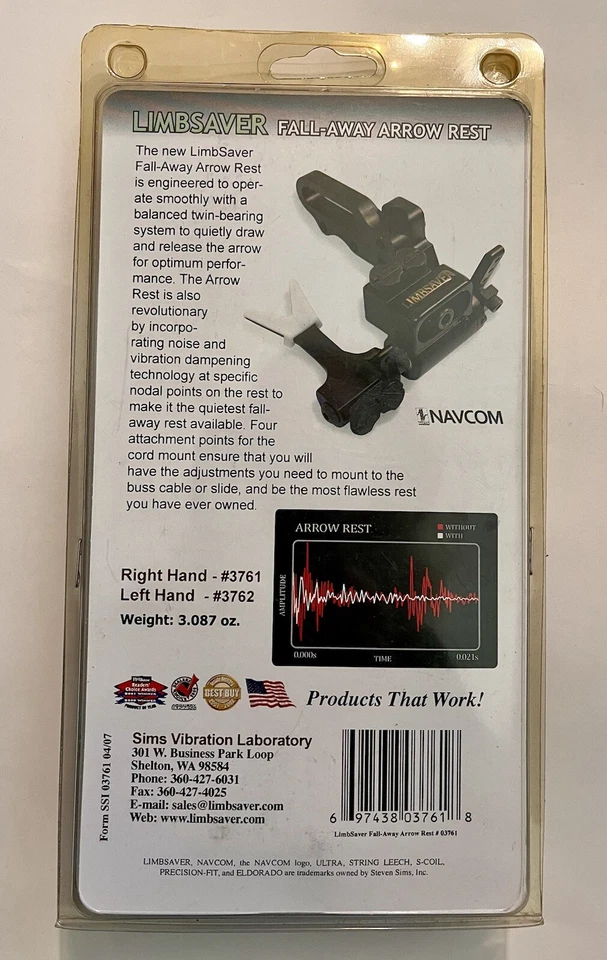 LIMBSAVER FALL-AWAY ARROW REST
The new LimbSaver
Fall-Away Arrow Rest
is engineered to oper-
ate smoothly with a
balanced twin-bearing
system to quietly draw
and release the arrow
for optimum perfor-
mance. The Arrow
Rest is also
revolutionary
by incorpo-
rating noise and
vibration dampening
technology at specific
nodal points on the rest to
make it the quietest fall-
away rest available. Four
attachment points for the
cord mount ensure that you will
have the adjustments you need to mount to the
buss cable or slide, and be the most flawless rest
you have ever owned.
LIMBSAVER
NAVCOM
ARROW REST
WITHOUT
WITH
AMPLITUDE
0.000s
TIME
0.021s
Right Hand - #3761
Left Hand - #3762
Weight: 3.087 oz.
Readers'
Choice Awards
PRODUCT OF YEAR
BEST BUY
Products That Work!
Form SSI 03761 04/07
Sims Vibration Laboratory
301 W. Business Park Loop
Shelton, WA 98584
Phone: 360-427-6031
Fax: 360-427-4025
E-mail: sales@limbsaver.com
Web: www.limbsaver.com
6 97438 03761 8
LimbSaver Fall-Away Arrow Rest # 03761
LIMBSAVER, NAVCOM, the NAVCOM logo, ULTRA, STRING LEECH, S-COIL,
PRECISION-FIT, and ELDORADO are trademarks owned by Steven Sims, Inc.